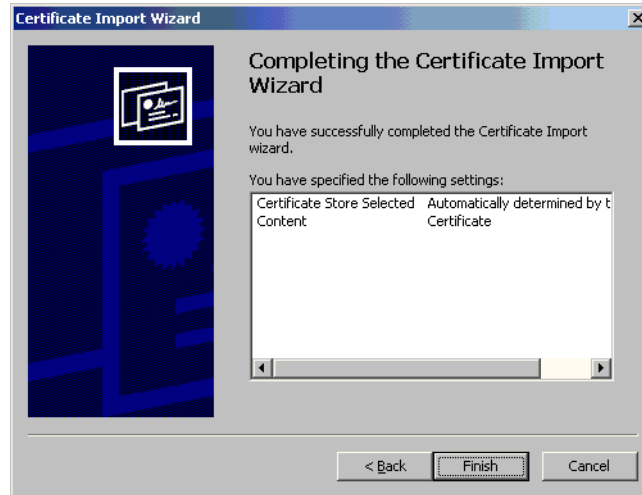 Certificate Import Wizard
Completing the Certificate Import
Wizard
You have successfully completed the Certificate Import
wizard.
You have specified the following settings:
Certificate Store Selected Automatically determined by t
Content Certificate
< Back Finish Cancel